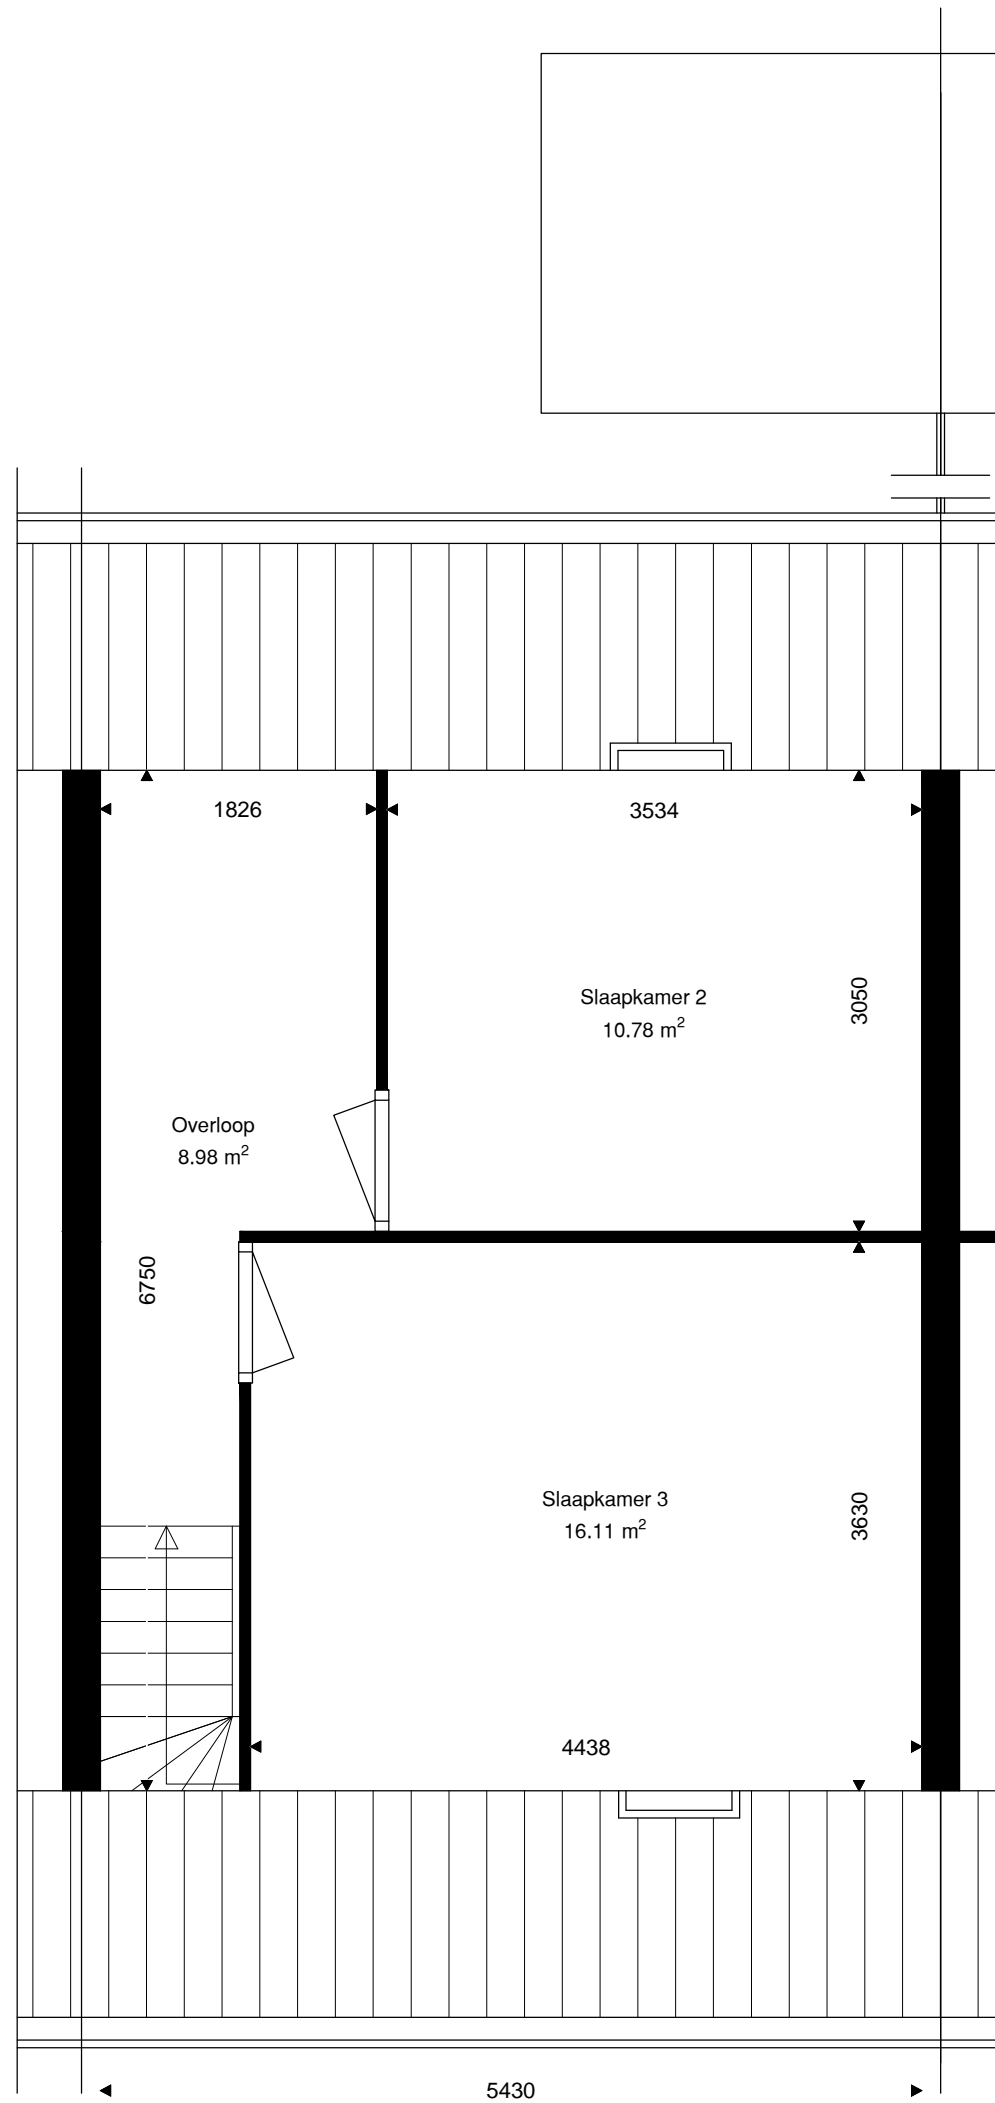 1826
3534
Slaapkamer 2
10.78 m²
3050
Overloop
8.98 m²
6750
Slaapkamer 3
16.11 m²
3630
4438
5430